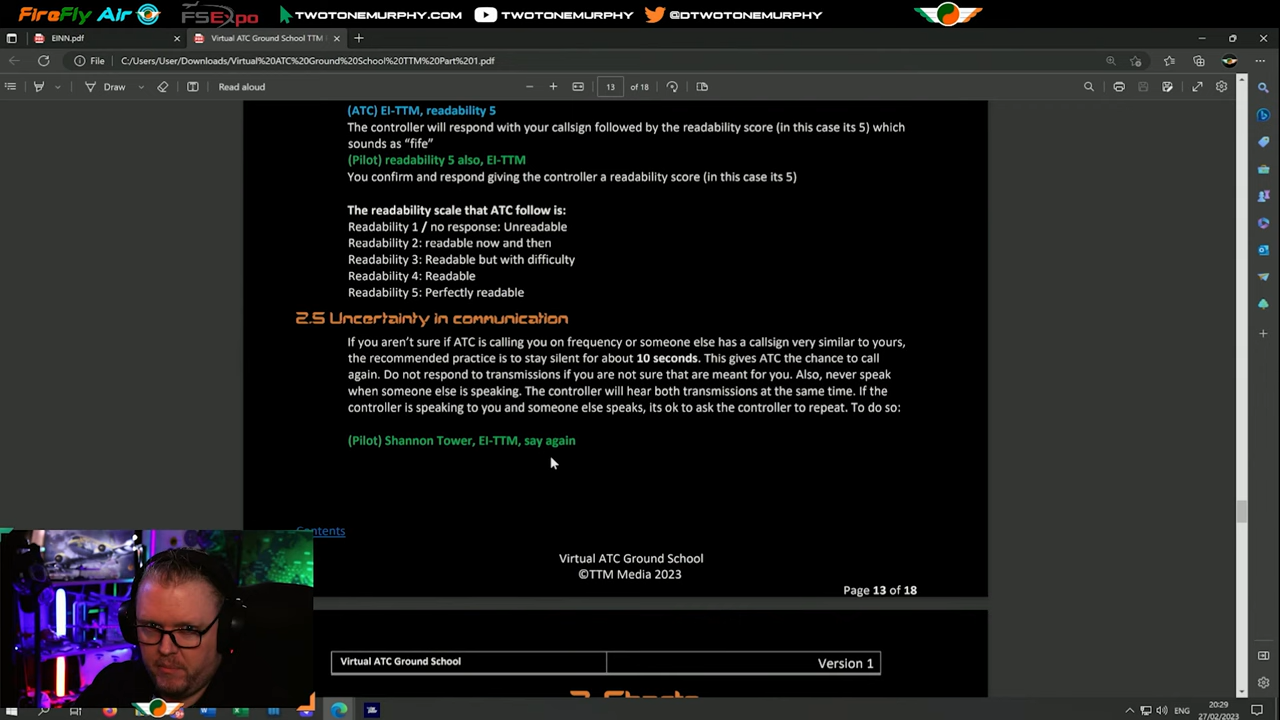 FireFly Air
FSExpo
TWOTONEMURPHY.COM
TWOTONEMURPHY
@DTWOTONEMURPHY
EINN.pdf
Virtual ATC Ground School TTM
File
C:/Users/User/Downloads/Virtual%20ATC%20Ground%20School%20TTM%20Part%201.pdf
Draw
Read aloud
13
of 18
(ATC) EI-TTM, readability 5
The controller will respond with your callsign followed by the readability score (in this case its 5) which
sounds as “fife”
(Pilot) readability 5 also, EI-TTM
You confirm and respond giving the controller a readability score (in this case its 5)
The readability scale that ATC follow is:
Readability 1 / no response: Unreadable
Readability 2: readable now and then
Readability 3: Readable but with difficulty
Readability 4: Readable
Readability 5: Perfectly readable
2.5 Uncertainty in communication
If you aren’t sure if ATC is calling you on frequency or someone else has a callsign very similar to yours,
the recommended practice is to stay silent for about 10 seconds. This gives ATC the chance to call
again. Do not respond to transmissions if you are not sure that are meant for you. Also, never speak
when someone else is speaking. The controller will hear both transmissions at the same time. If the
controller is speaking to you and someone else speaks, its ok to ask the controller to repeat. To do so:
(Pilot) Shannon Tower, EI-TTM, say again
Contents
Virtual ATC Ground School
©TTM Media 2023
Page 13 of 18
Virtual ATC Ground School
Version 1
ENG
20:29
27/02/2023